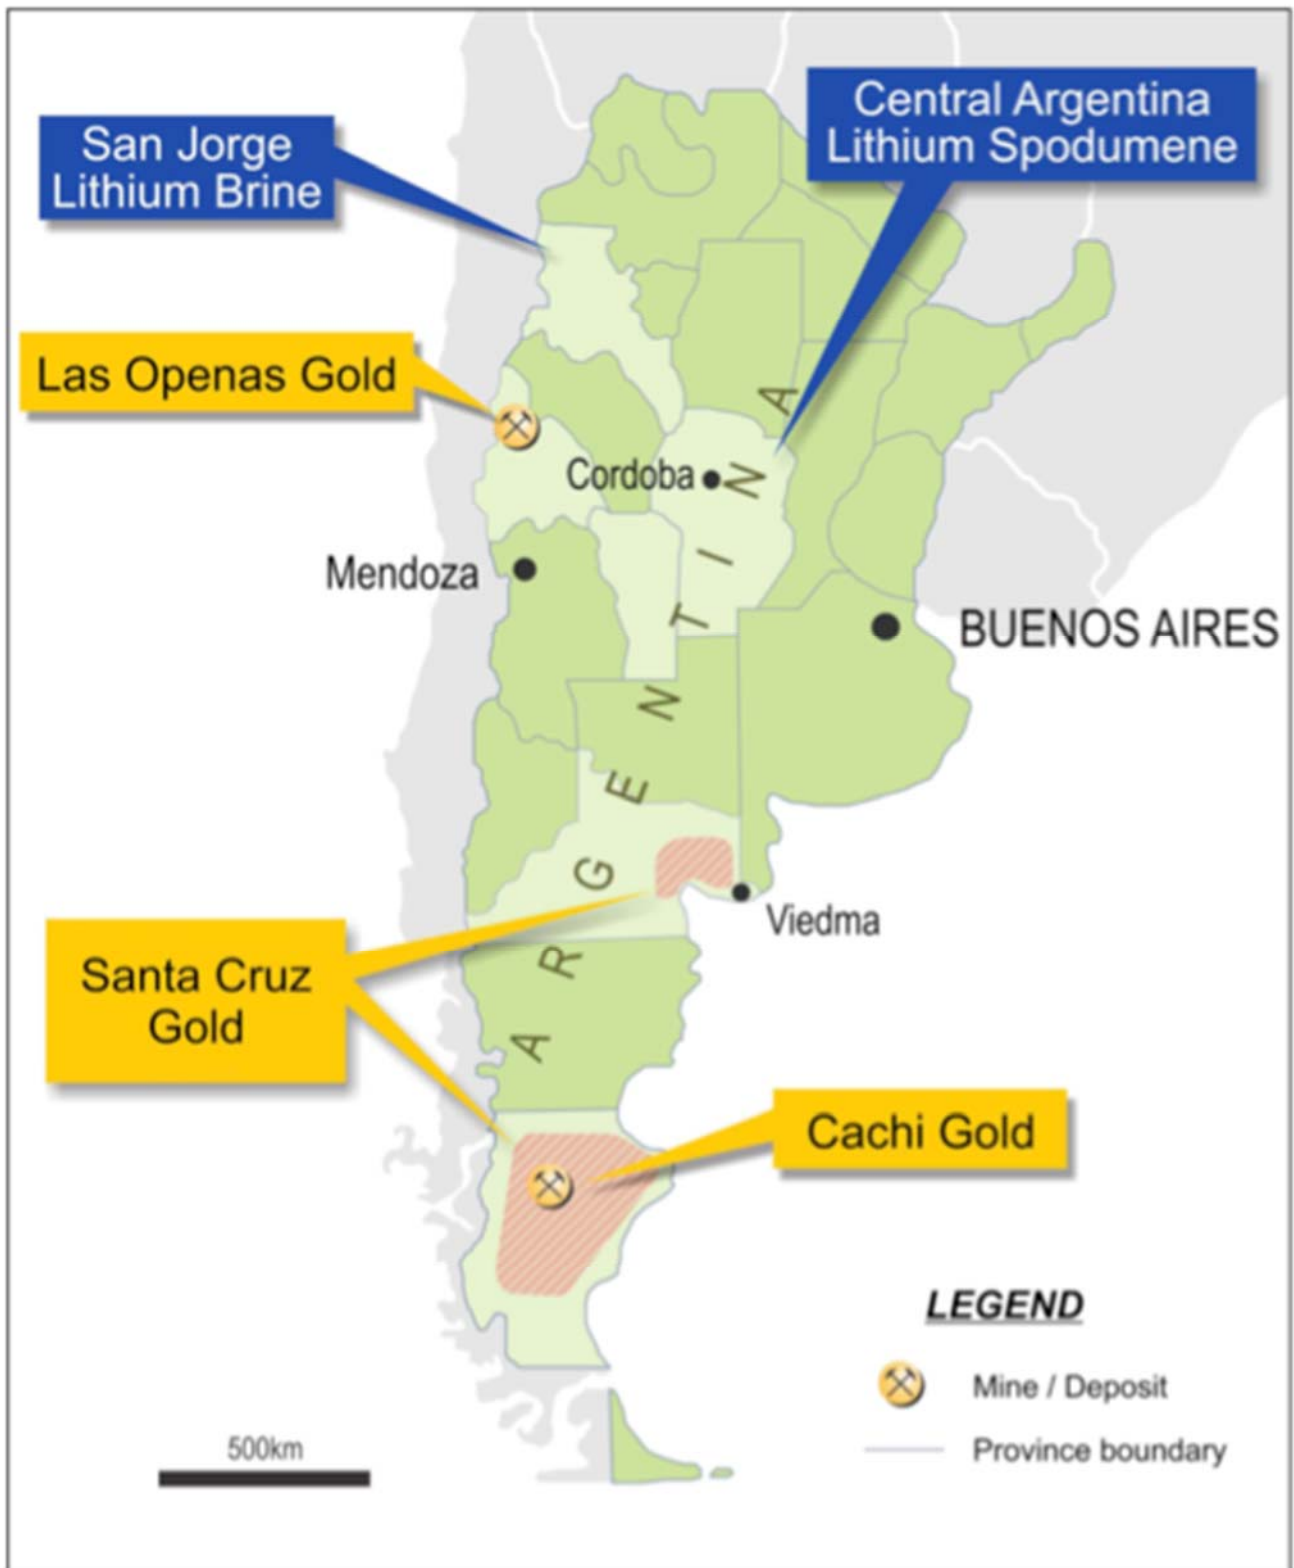 San Jorge
Lithium Brine
Central Argentina
Lithium Spodumene
Las Openas Gold
Cordoba
Mendoza
BUENOS AIRES
ARGENTINA
Viedma
Santa Cruz
Gold
Cachi Gold
LEGEND
Mine / Deposit
Province boundary
500km